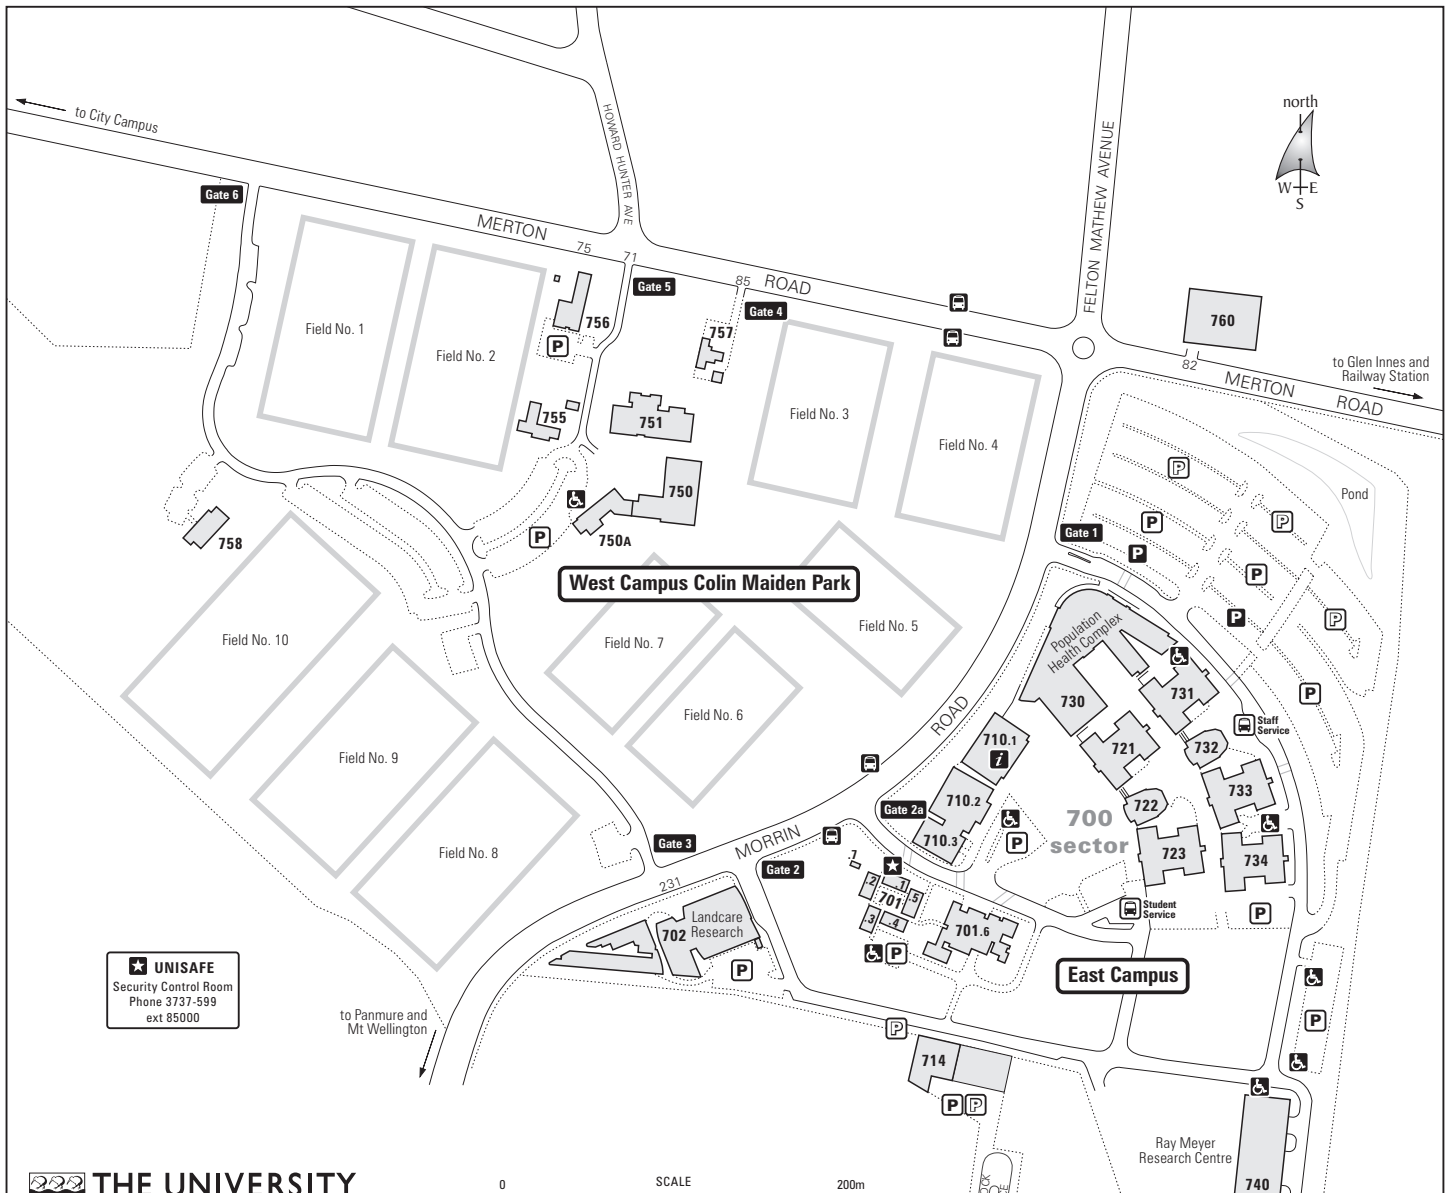 north
W E
S
to City Campus
HOWARD HUNTER AVE
FELTON MATHEW AVENUE
Gate 6
MERTON
75
71
Gate 5
85
ROAD
Gate 4
760
82
MERTON
ROAD
to Glen Innes and
Railway Station
Field No. 1
Field No. 2
756
P
757
Field No. 3
Field No. 4
755
751
750
750A
P
758
West Campus Colin Maiden Park
Gate 1
P
P
P
P
P
P
P
P
Pond
Field No. 10
Field No. 7
Field No. 5
Field No. 6
Field No. 9
Field No. 8
Population
Health Complex
730
731
Staff
Service
721
732
733
722
723
734
700
sector
ROAD
710.1
i
710.2
710.3
P
Gate 2a
Gate 3
MORRIN
Gate 2
231
.7
.2
.1
.5
701
.3
.4
701.6
P
Student
Service
P
702
Landcare
Research
P
East Campus
P
UNISAFE
Security Control Room
Phone 3737-599
ext 85000
to Panmure and
Mt Wellington
P
714
P P
Ray Meyer
Research Centre
740
THE UNIVERSITY
0
SCALE
200m